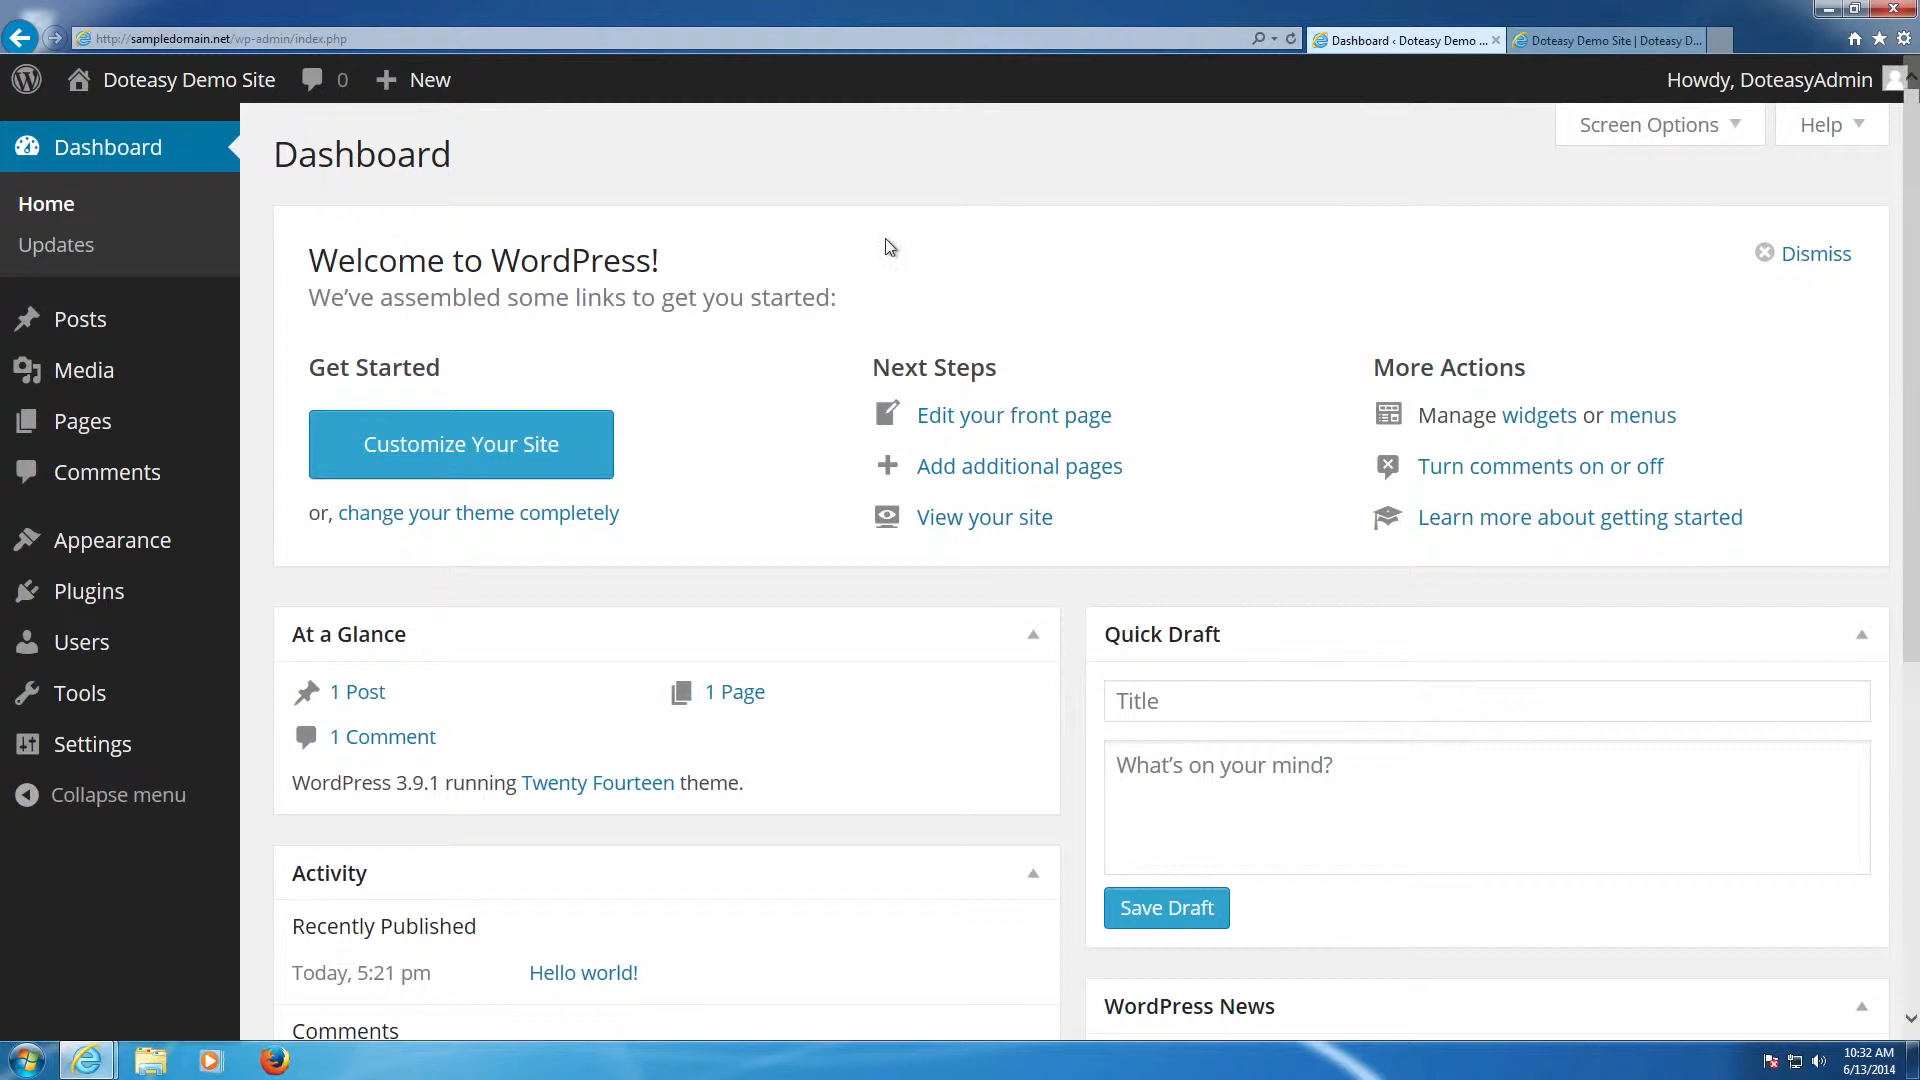 http://sampledomain.net/wp-admin/index.php
Dashboard ‹ Doteasy Demo ...
Doteasy Demo Site | Doteasy D...
Doteasy Demo Site
0
New
Howdy, DoteasyAdmin
Dashboard
Home
Updates
Posts
Media
Pages
Comments
Appearance
Plugins
Users
Tools
Settings
Collapse menu
Screen Options
Help
Dashboard
Welcome to WordPress!
We've assembled some links to get you started:
Dismiss
Get Started
Customize Your Site
or, change your theme completely
Next Steps
Edit your front page
Add additional pages
View your site
More Actions
Manage widgets or menus
Turn comments on or off
Learn more about getting started
At a Glance
1 Post
1 Page
1 Comment
WordPress 3.9.1 running Twenty Fourteen theme.
Activity
Recently Published
Today, 5:21 pm
Hello world!
Comments
Quick Draft
Title
What's on your mind?
Save Draft
WordPress News
10:32 AM
6/13/2014